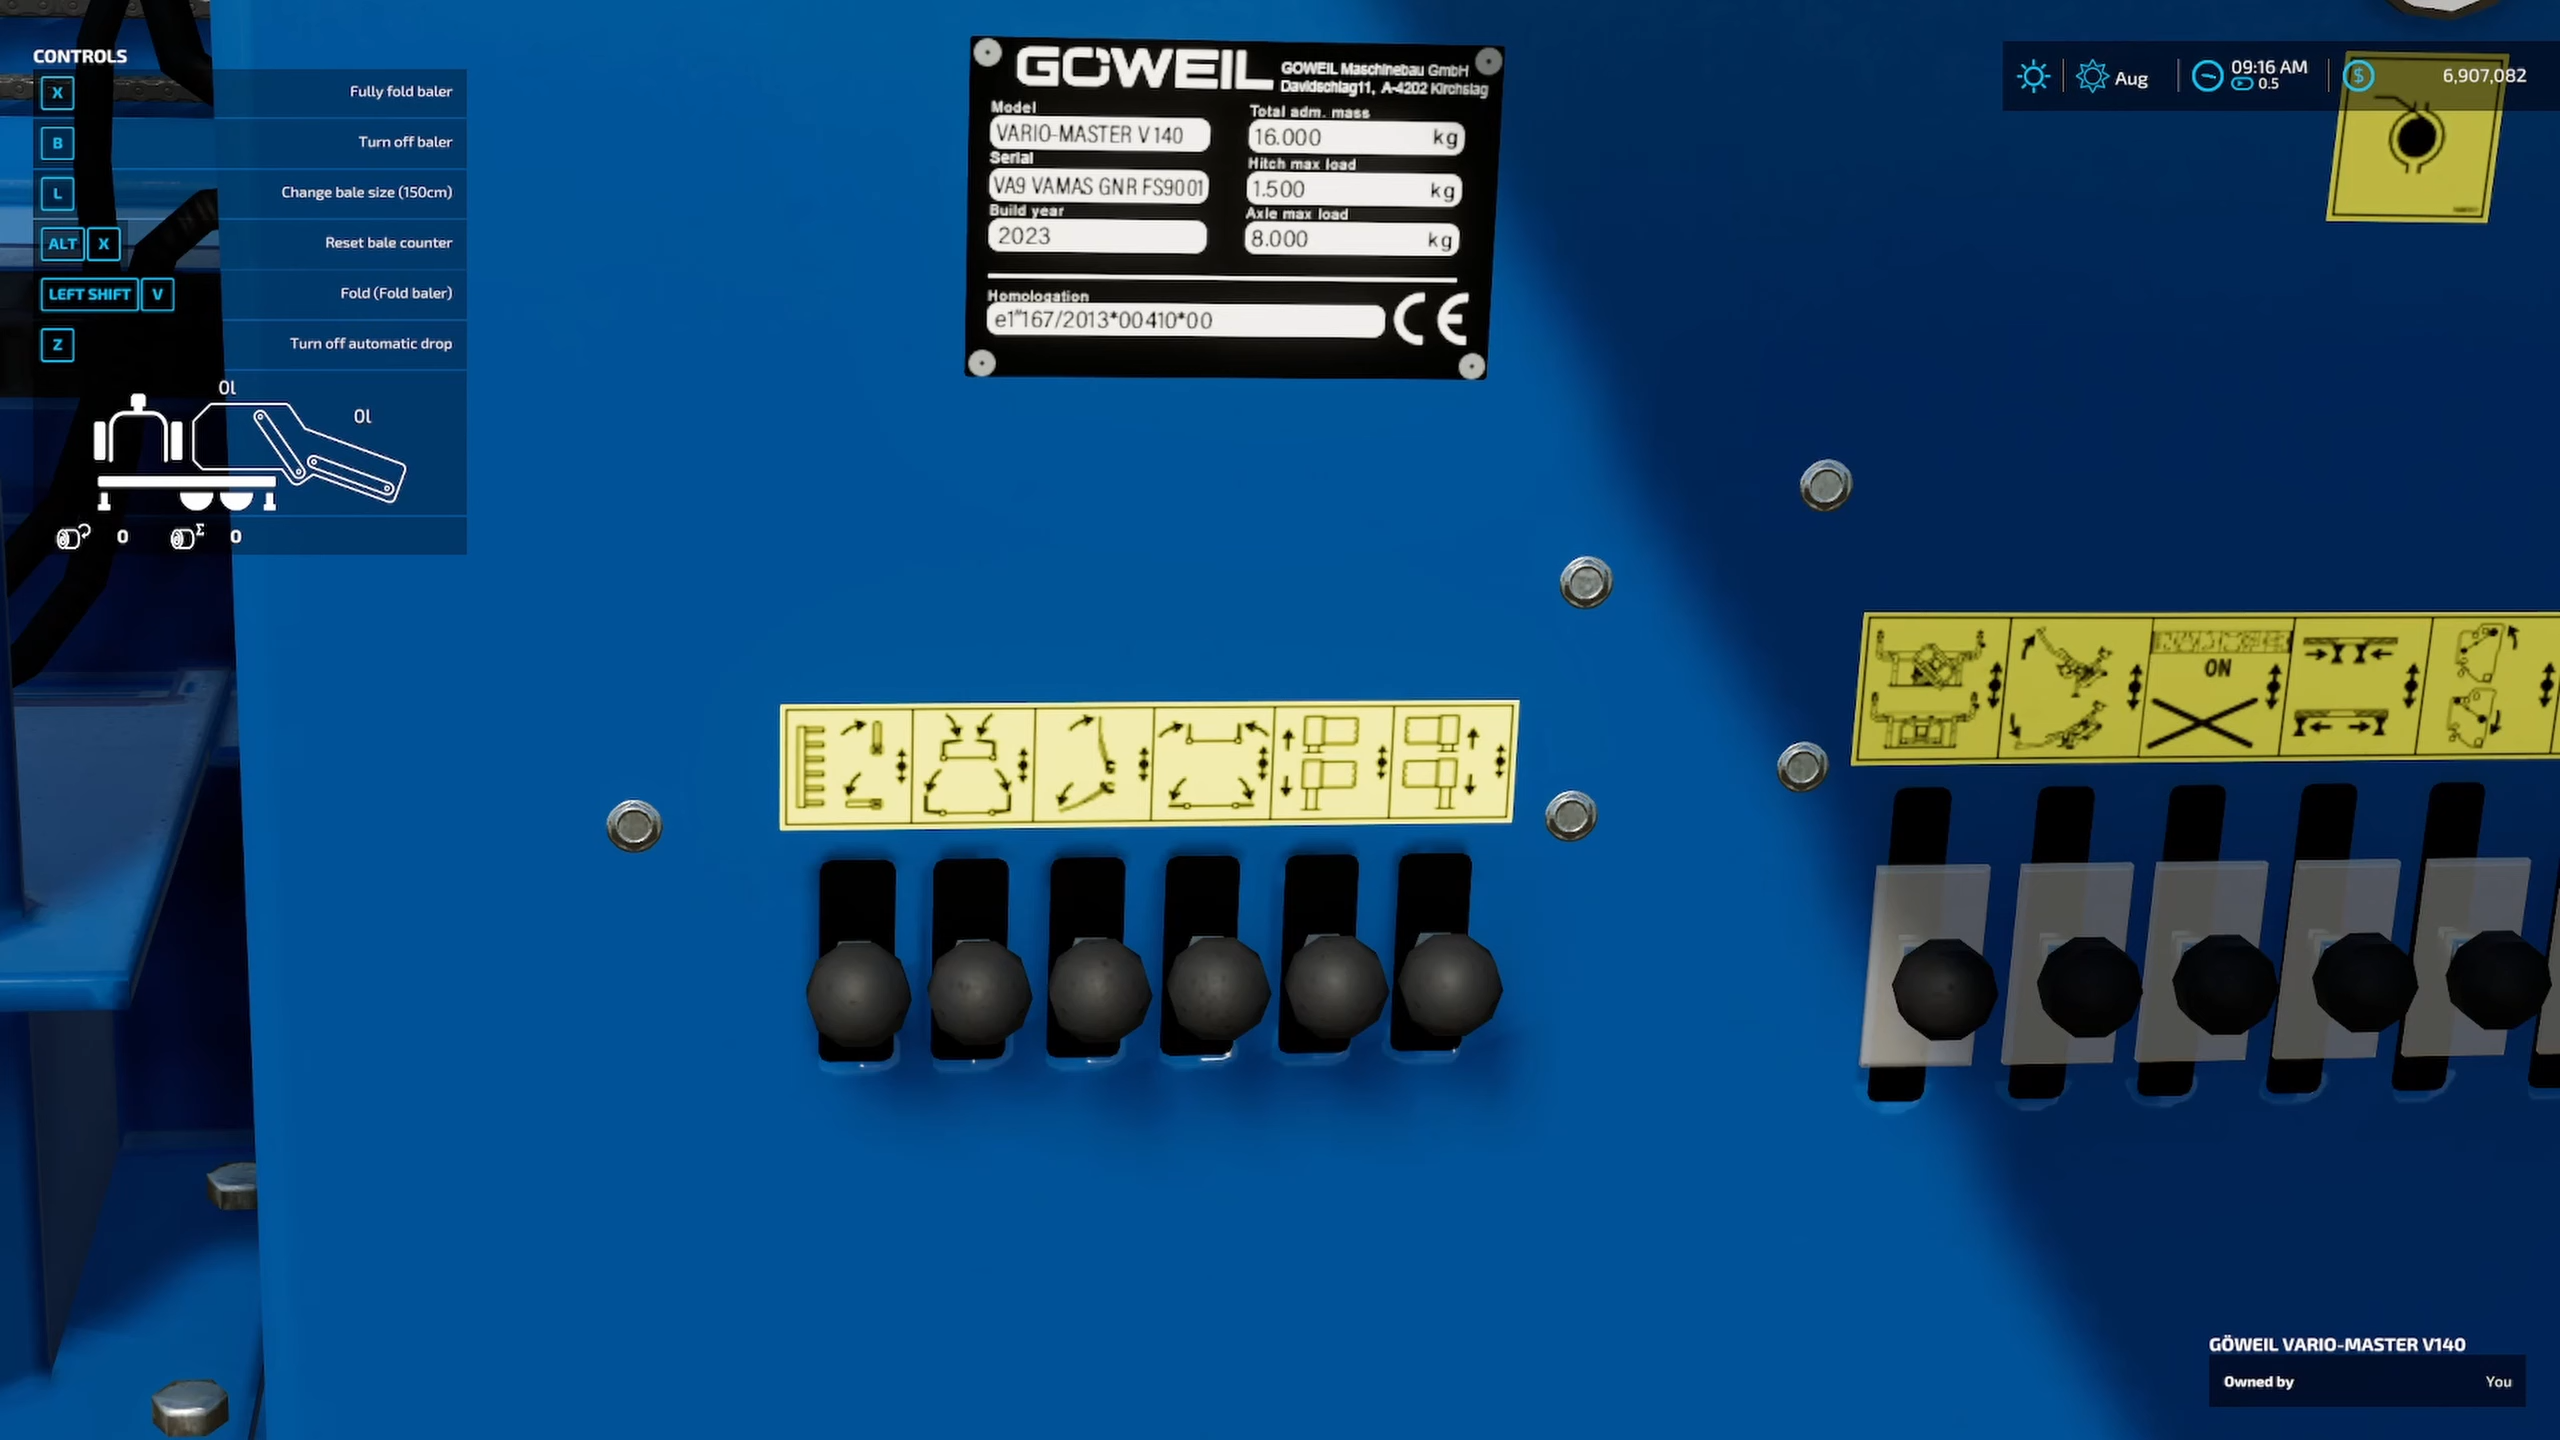 CONTROLS
X Fully fold baler
B Turn off baler
L Change bale size (150cm)
ALT X Reset bale counter
LEFT SHIFT V Fold (Fold baler)
Z Turn off automatic drop
0l
0l
0
0
GÖWEIL
GÖWEIL Maschinebau GmbH
Davidschlag11, A-4202 Kirchslag
Model
VARIO-MASTER V140
Serial
VA9 VAMAS GNR FS9001
Build year
2023
Total adm. mass
16.000 kg
Hitch max load
1.500 kg
Axle max load
8.000 kg
Homologation
e1"167/2013*00410*00
CE
Aug
09:16 AM
0.5
$ 6,907,082
ON
GÖWEIL VARIO-MASTER V140
Owned by You